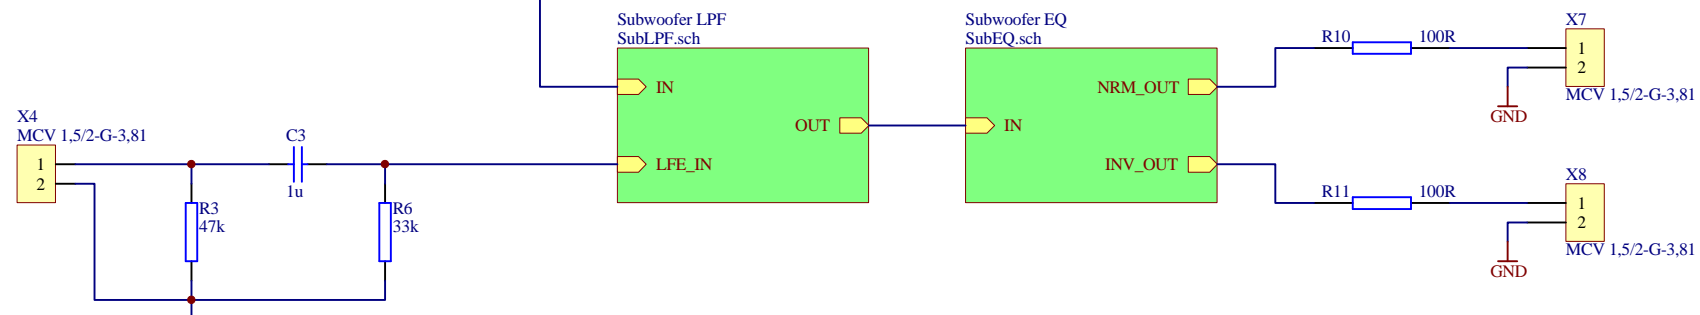 Subwoofer LPF
SubLPF.sch
IN
OUT
LFE_IN
Subwoofer EQ
SubEQ.sch
NRM_OUT
IN
INV_OUT
X4
MCV 1,5/2-G-3,81
1
2
C3
1u
R3
47k
R6
33k
R10
100R
X7
1
2
MCV 1,5/2-G-3,81
GND
R11
100R
X8
1
2
MCV 1,5/2-G-3,81
GND